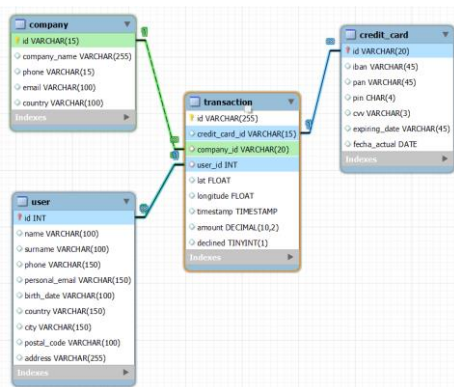 company
id VARCHAR(15)
company_name VARCHAR(255)
phone VARCHAR(15)
email VARCHAR(100)
country VARCHAR(100)
Indexes
credit_card
id VARCHAR(20)
iban VARCHAR(45)
pan VARCHAR(45)
pin CHAR(4)
cvv VARCHAR(3)
expiring_date VARCHAR(45)
fecha_actual DATE
Indexes
transaction
id VARCHAR(255)
credit_card_id VARCHAR(15)
company_id VARCHAR(20)
user_id INT
lat FLOAT
longitude FLOAT
timestamp TIMESTAMP
amount DECIMAL(10,2)
declined TINYINT(1)
Indexes
user
id INT
name VARCHAR(100)
surname VARCHAR(100)
phone VARCHAR(150)
personal_email VARCHAR(150)
birth_date VARCHAR(100)
country VARCHAR(150)
city VARCHAR(150)
postal_code VARCHAR(100)
address VARCHAR(255)
Indexes